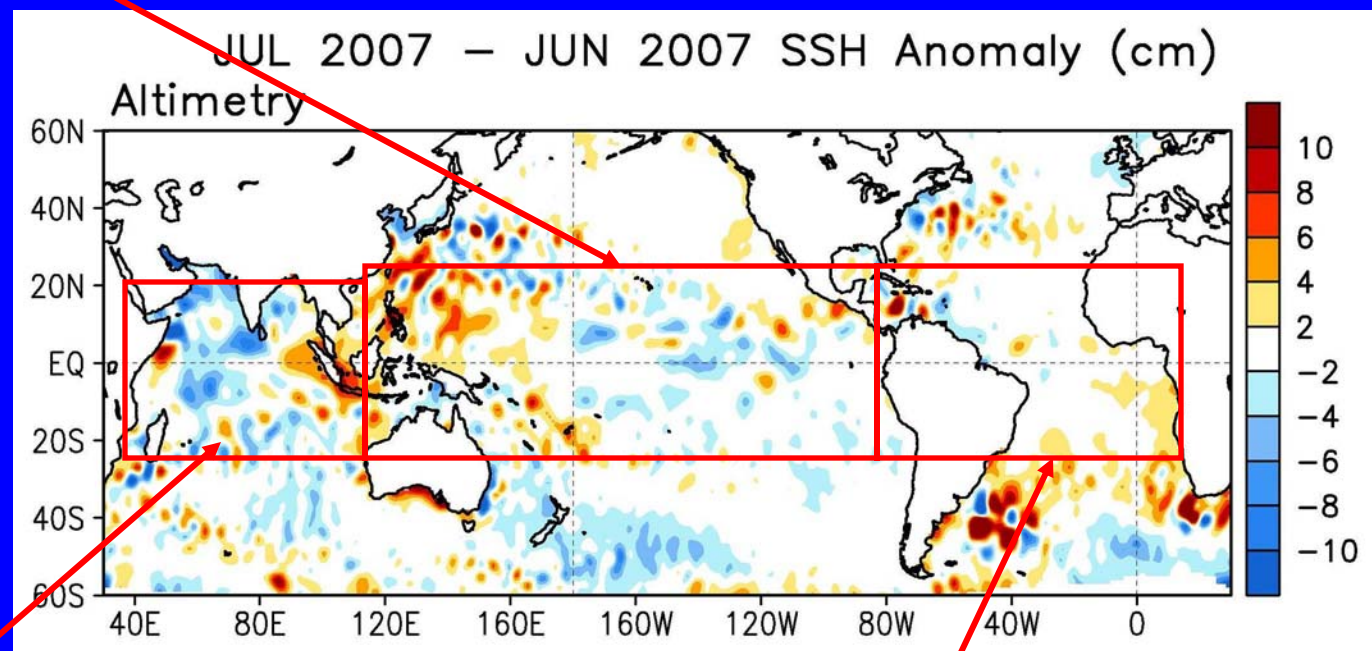 JUL 2007 – JUN 2007 SSH Anomaly (cm)
Altimetry
60N
40N
20N
EQ
20S
40S
60S
40E 80E 120E 160E 160W 120W 80W 40W 0
10
8
6
4
2
−2
−4
−6
−8
−10